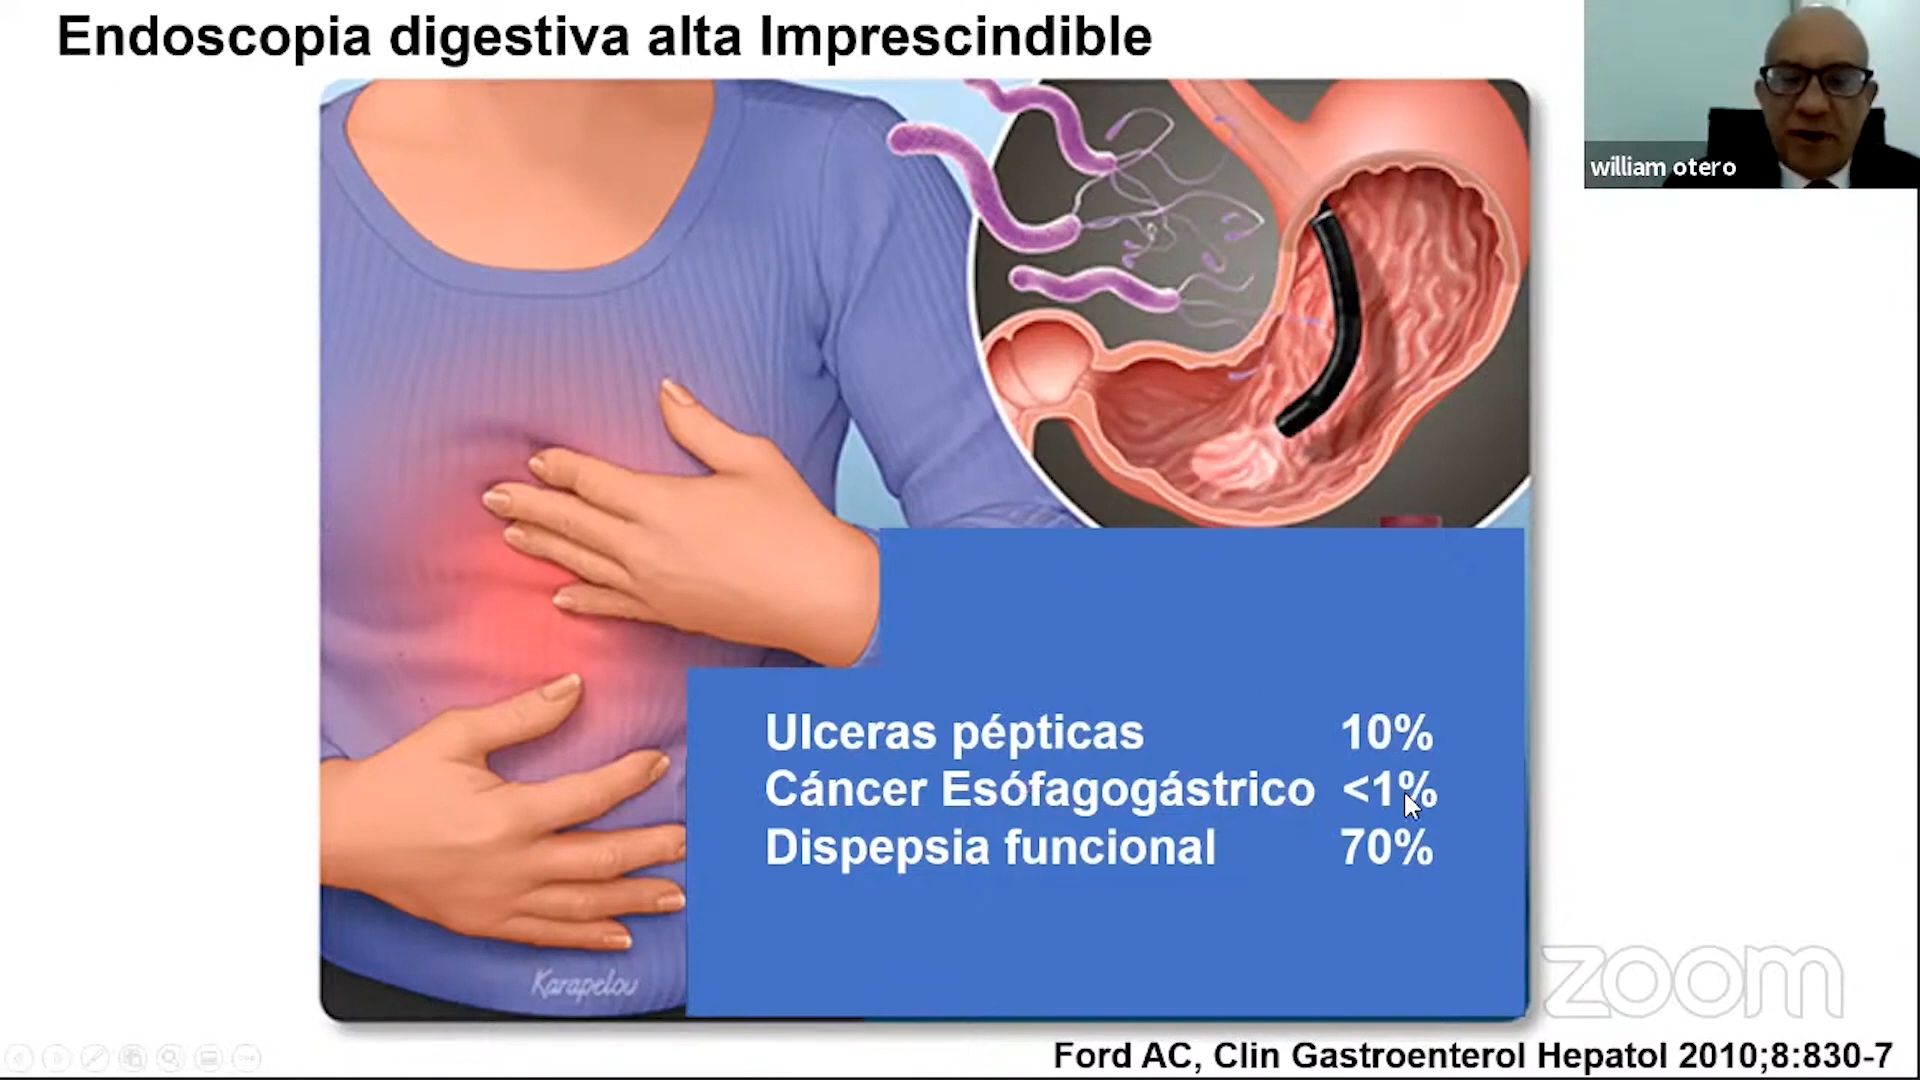 Endoscopia digestiva alta Imprescindible
william otero
Ulceras pépticas 10%
Cáncer Esófagogástrico <1%
Dispepsia funcional 70%
Karapelou
zoom
Ford AC, Clin Gastroenterol Hepatol 2010;8:830-7